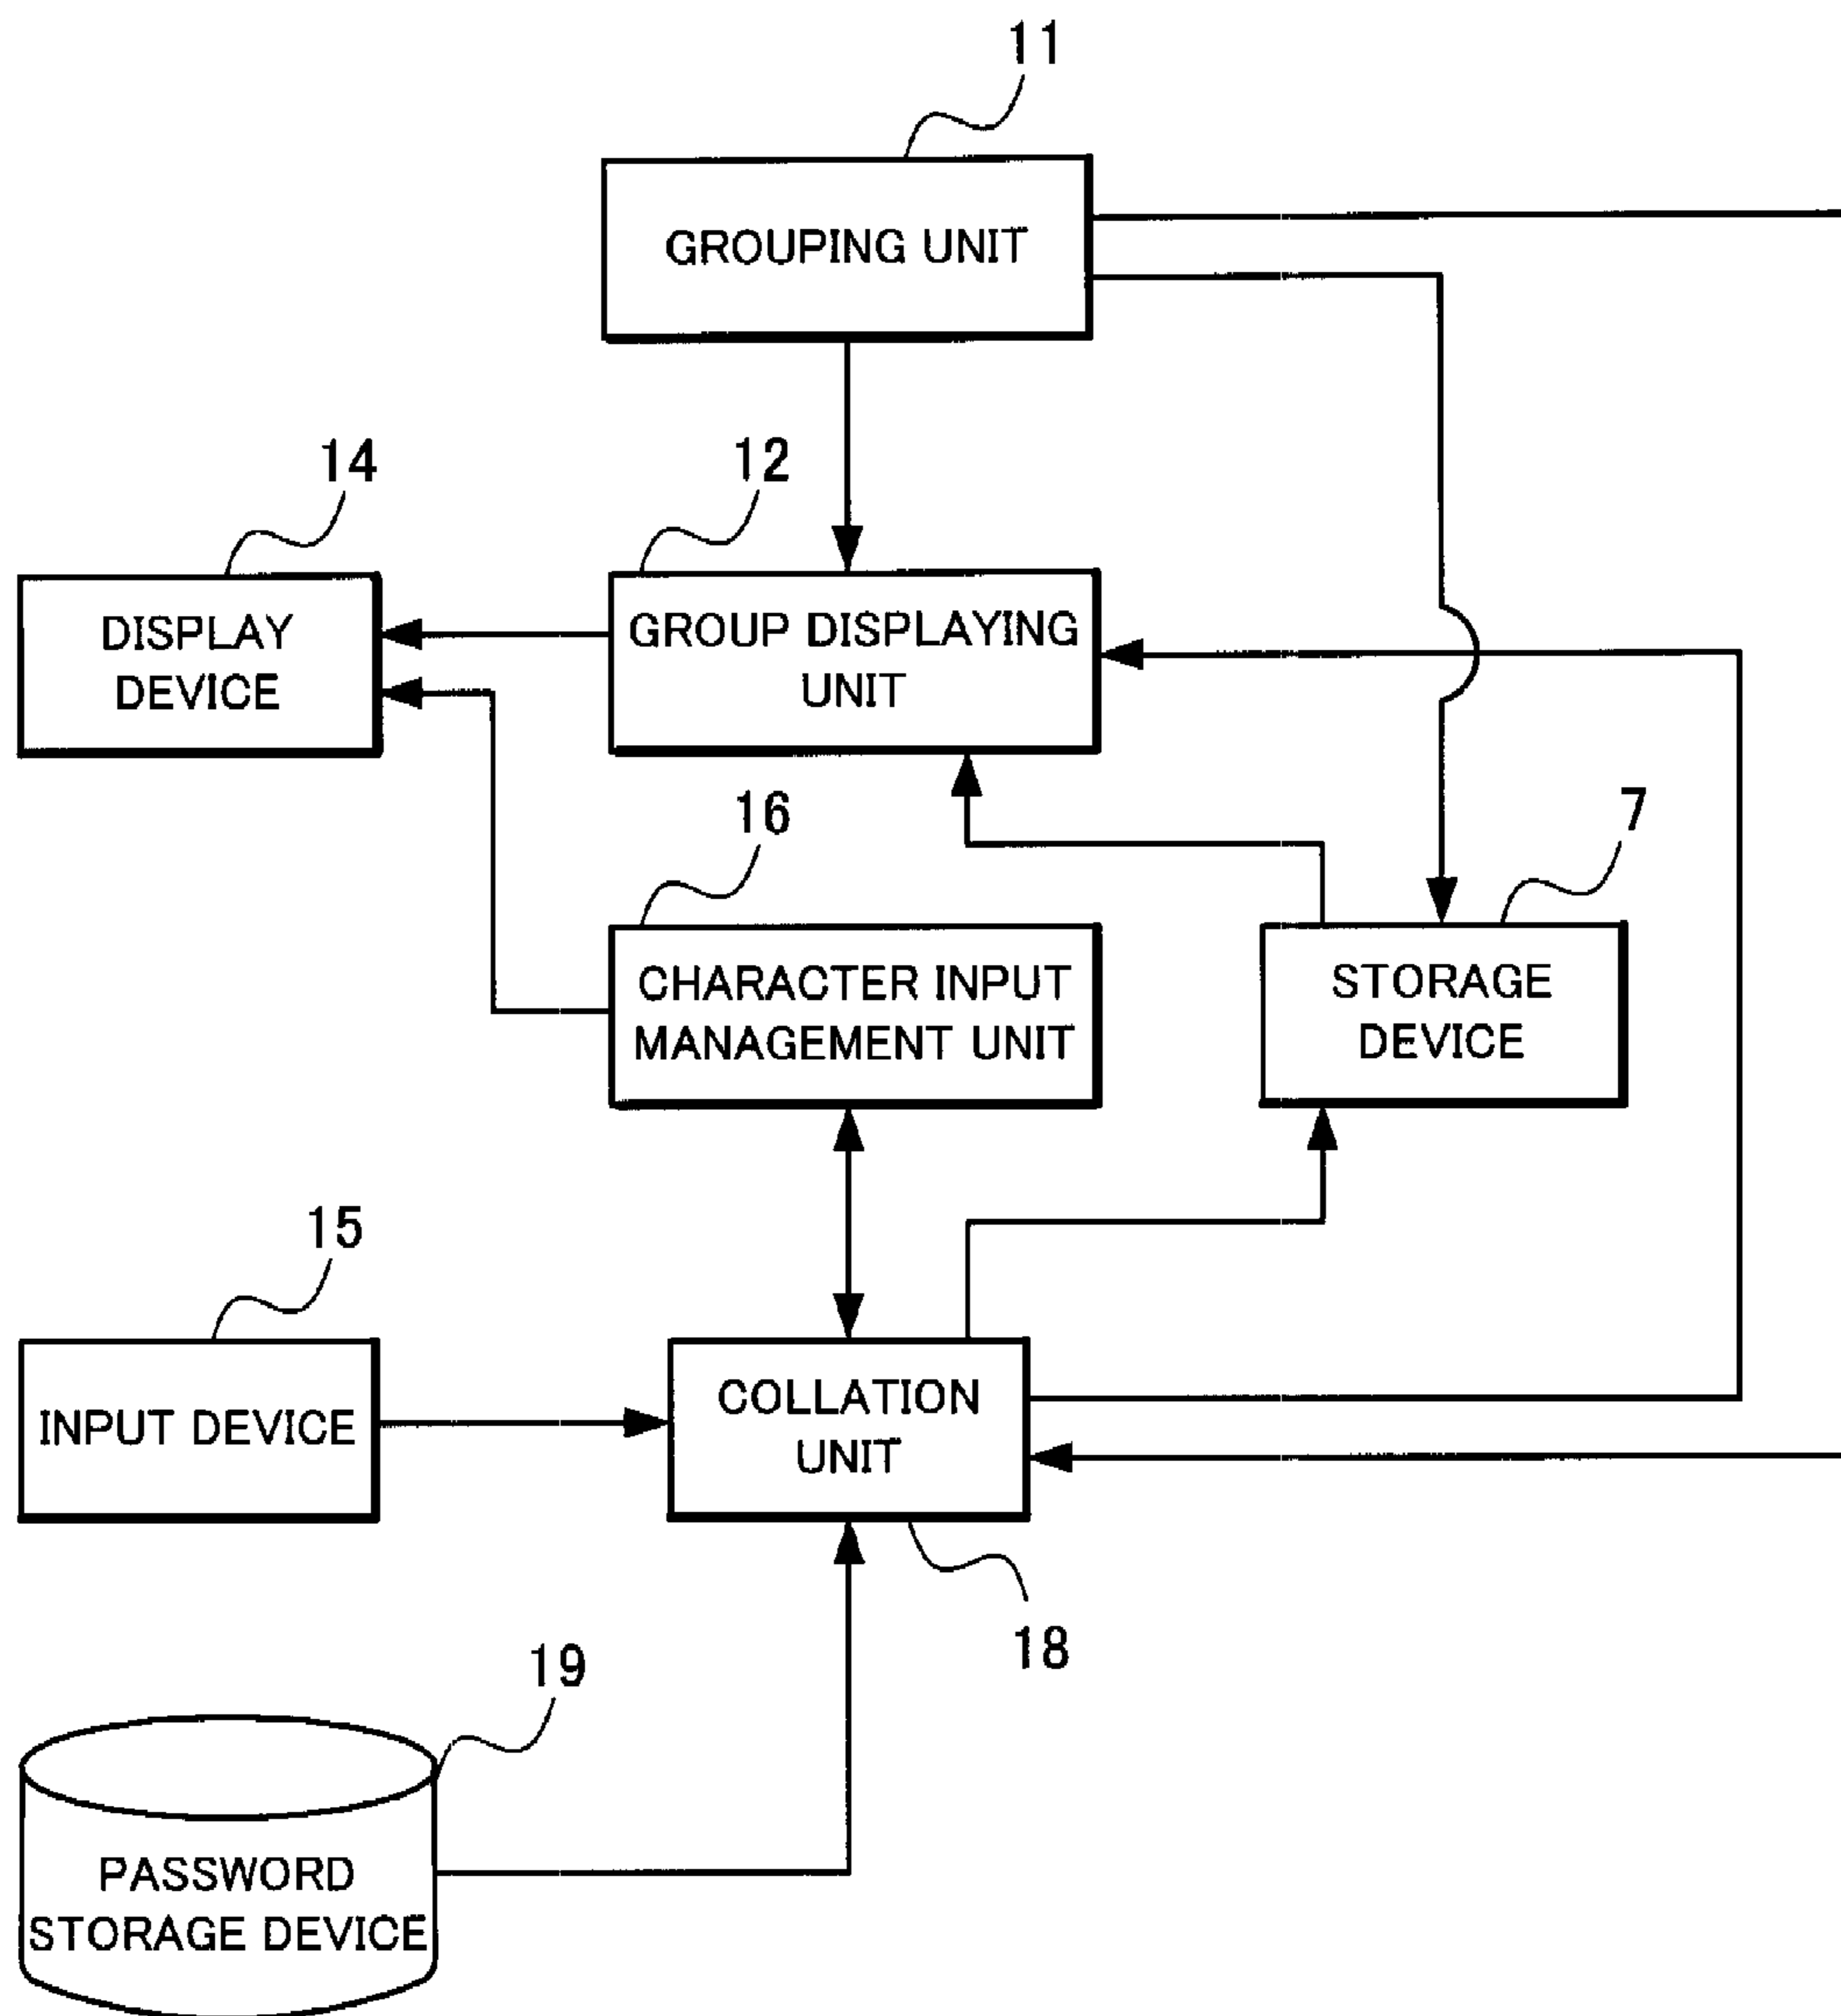 11
GROUPING UNIT
14
12
DISPLAY
DEVICE
GROUP DISPLAYING
UNIT
16
7
CHARACTER INPUT
MANAGEMENT UNIT
STORAGE
DEVICE
15
INPUT DEVICE
COLLATION
UNIT
18
19
PASSWORD
STORAGE DEVICE